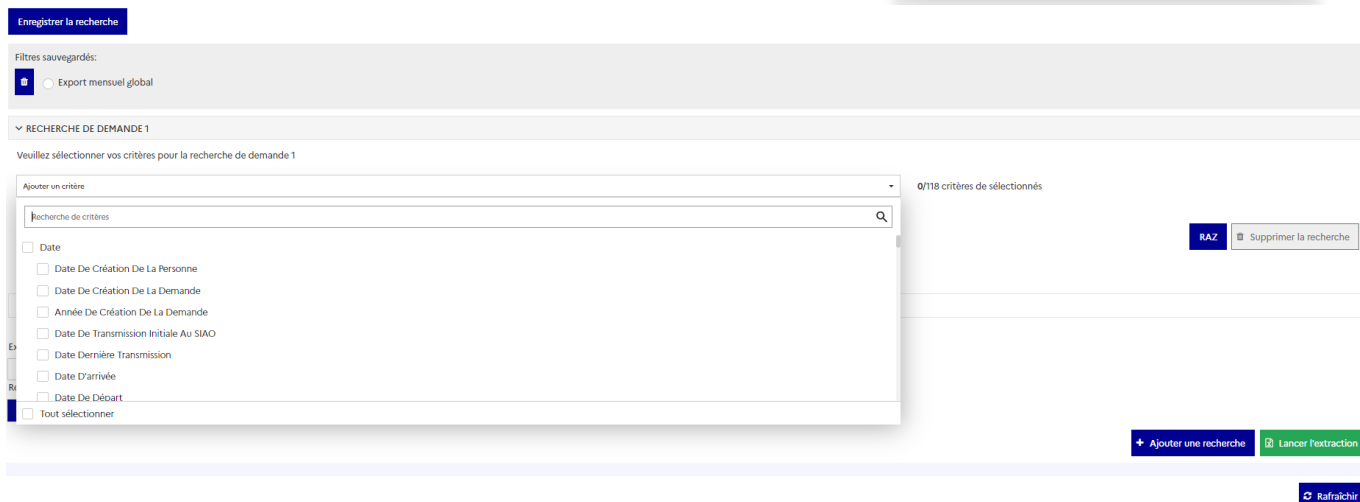 Enregistrer la recherche
Filtres sauvegardés:
Export mensuel global
RECHERCHE DE DEMANDE 1
Veuillez sélectionner vos critères pour la recherche de demande 1
Ajouter un critère
0/118 critères de sélectionnés
Recherche de critères
Date
RAZ
Supprimer la recherche
Date De Création De La Personne
Date De Création De La Demande
Année De Création De La Demande
Date De Transmission Initiale Au SIAO
Date Dernière Transmission
Date D'arrivée
Date De Départ
Tout sélectionner
Ajouter une recherche
Lancer l'extraction
Rafraîchir